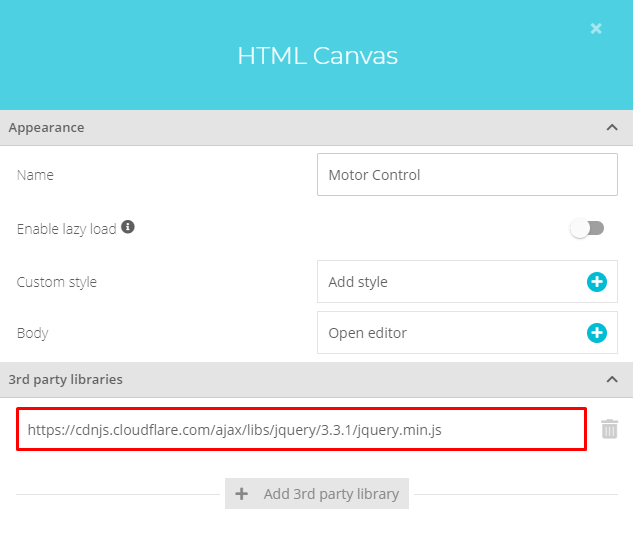 HTML Canvas
Appearance
Name
Motor Control
Enable lazy load
Custom style
Add style
Body
Open editor
3rd party libraries
https://cdnjs.cloudflare.com/ajax/libs/jquery/3.3.1/jquery.min.js
Add 3rd party library